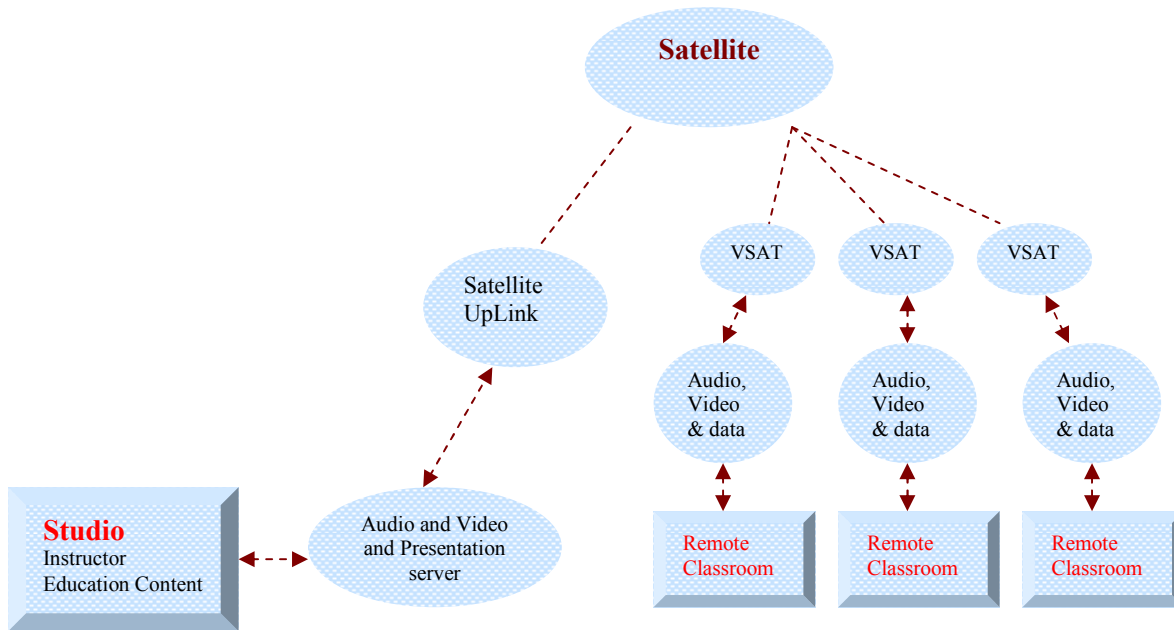 Satellite
VSAT
VSAT
VSAT
Satellite
UpLink
Audio,
Video
& data
Audio,
Video
& data
Audio,
Video
& data
Studio
Instructor
Education Content
Audio and Video
and Presentation
server
Remote
Classroom
Remote
Classroom
Remote
Classroom